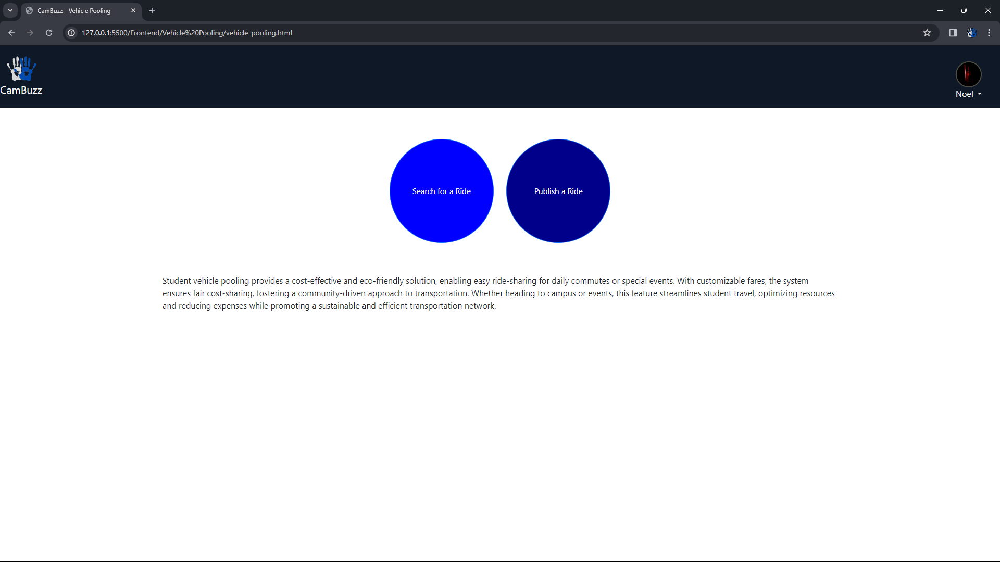 CamBuzz - Vehicle Pooling
127.0.0.1:5500/Frontend/Vehicle%20Pooling/vehicle_pooling.html
CamBuzz
Noel
Search for a Ride
Publish a Ride
Student vehicle pooling provides a cost-effective and eco-friendly solution, enabling easy ride-sharing for daily commutes or special events. With customizable fares, the system
ensures fair cost-sharing, fostering a community-driven approach to transportation. Whether heading to campus or events, this feature streamlines student travel, optimizing resources
and reducing expenses while promoting a sustainable and efficient transportation network.